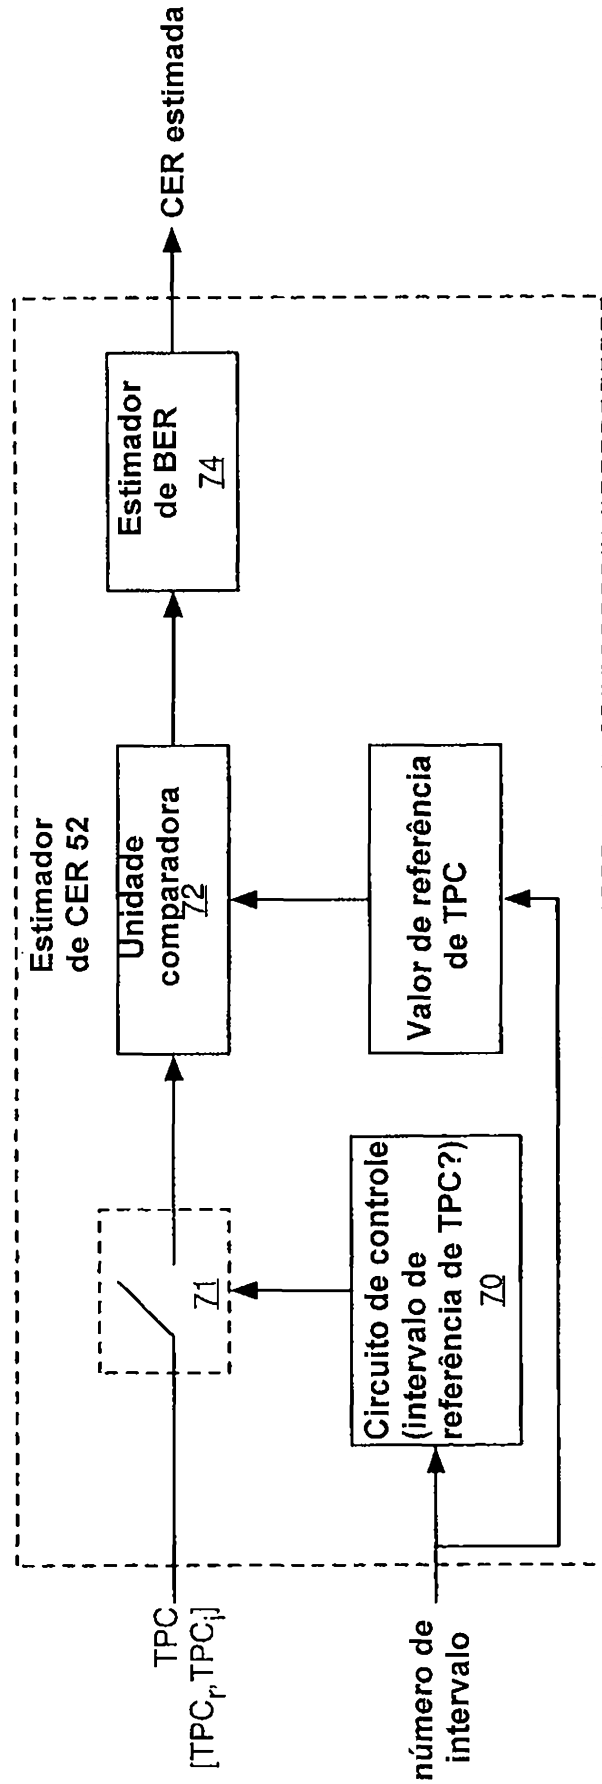 Estimador
de CER 52
TPC
[TPCr,TPCi]
71
Unidade
comparadora
72
Estimador
de BER
74
CER estimada
número de
intervalo
Circuito de controle
(intervalo de
referência de TPC?)
70
Valor de referência
de TPC